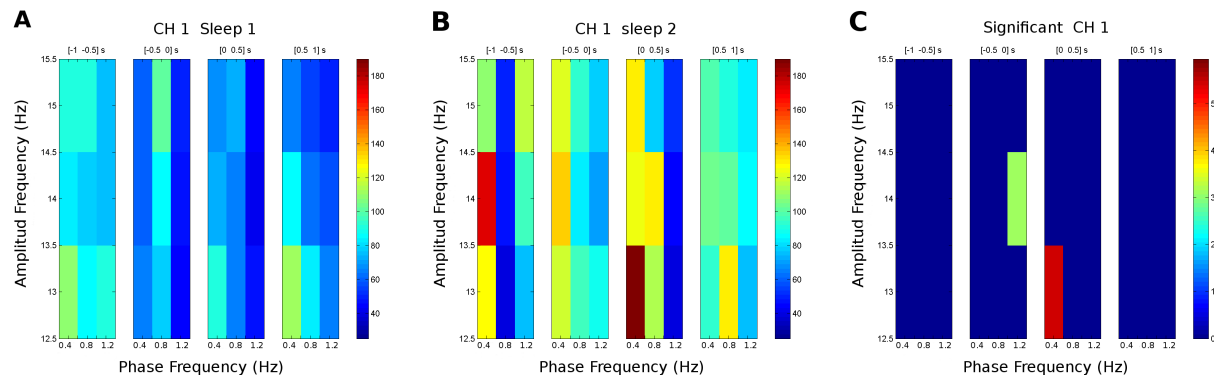 A
CH 1 Sleep 1
[-1 -0.5] s
[-0.5 0] s
[0 0.5] s
[0.5 1] s
Amplitud Frequency (Hz)
15.5
15
14.5
14
13.5
13
12.5
0.4 0.8 1.2
0.4 0.8 1.2
0.4 0.8 1.2
0.4 0.8 1.2
Phase Frequency (Hz)
180
160
140
120
100
80
60
40
B
CH 1 sleep 2
[-1 -0.5] s
[-0.5 0] s
[0 0.5] s
[0.5 1] s
Amplitud Frequency (Hz)
15.5
15
14.5
14
13.5
13
12.5
0.4 0.8 1.2
0.4 0.8 1.2
0.4 0.8 1.2
0.4 0.8 1.2
Phase Frequency (Hz)
180
160
140
120
100
80
60
40
C
Significant CH 1
[-1 -0.5] s
[-0.5 0] s
[0 0.5] s
[0.5 1] s
Amplitud Frequency (Hz)
15.5
15
14.5
14
13.5
13
12.5
0.4 0.8 1.2
0.4 0.8 1.2
0.4 0.8 1.2
0.4 0.8 1.2
Phase Frequency (Hz)